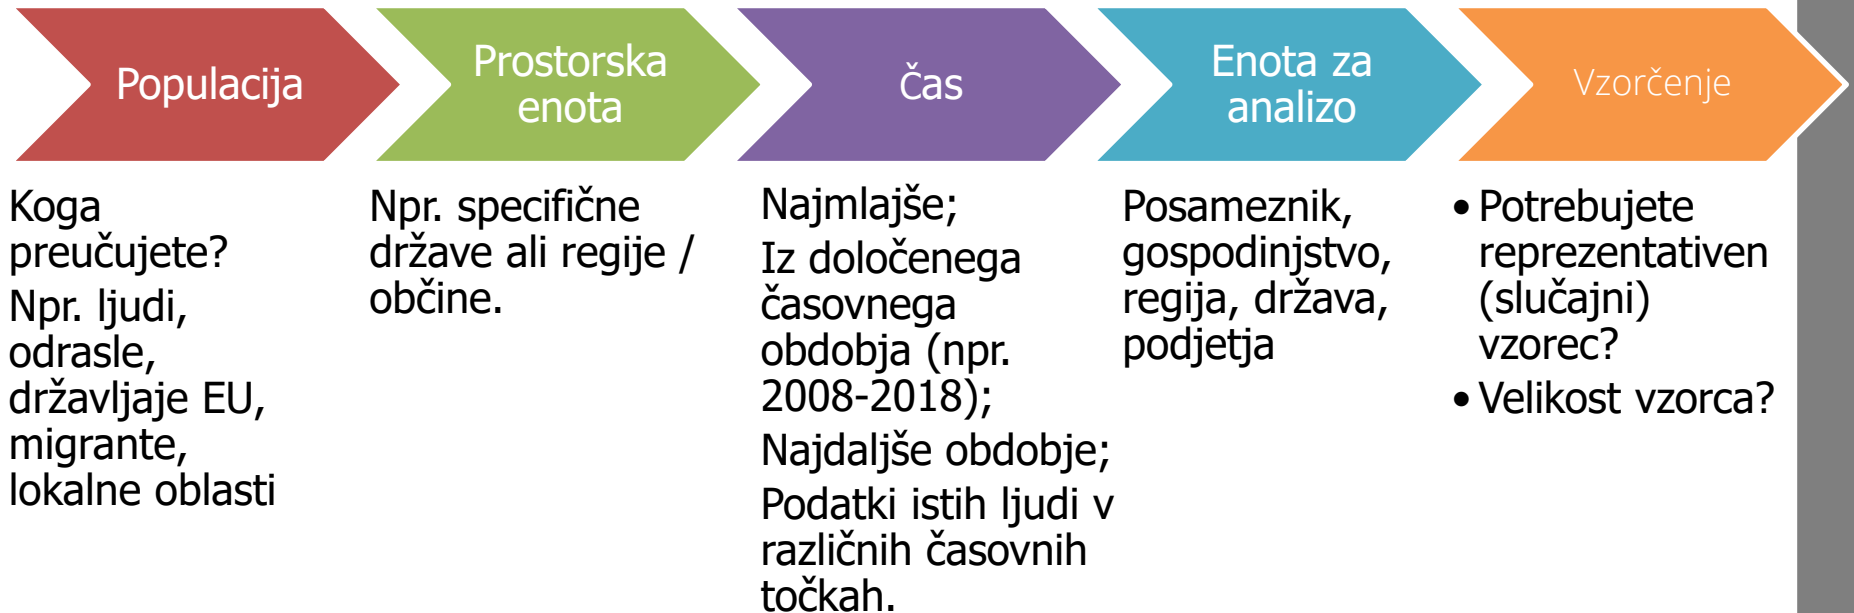 Populacija
Koga
preučujete?
Npr. ljudi,
odrasle,
državljaje EU,
migrante,
lokalne oblasti
Prostorska
enota
Npr. specifične
države ali regije /
občine.
Čas
Najmlajše;
Iz določenega
časovnega
obdobja (npr.
2008-2018);
Najdaljše obdobje;
Podatki istih ljudi v
različnih časovnih
točkah.
Enota za
analizo
Posameznik,
gospodinjstvo,
regija, država,
podjetja
Vzorčenje
• Potrebujete
reprezentativen
(slučajni)
vzorec?
• Velikost vzorca?